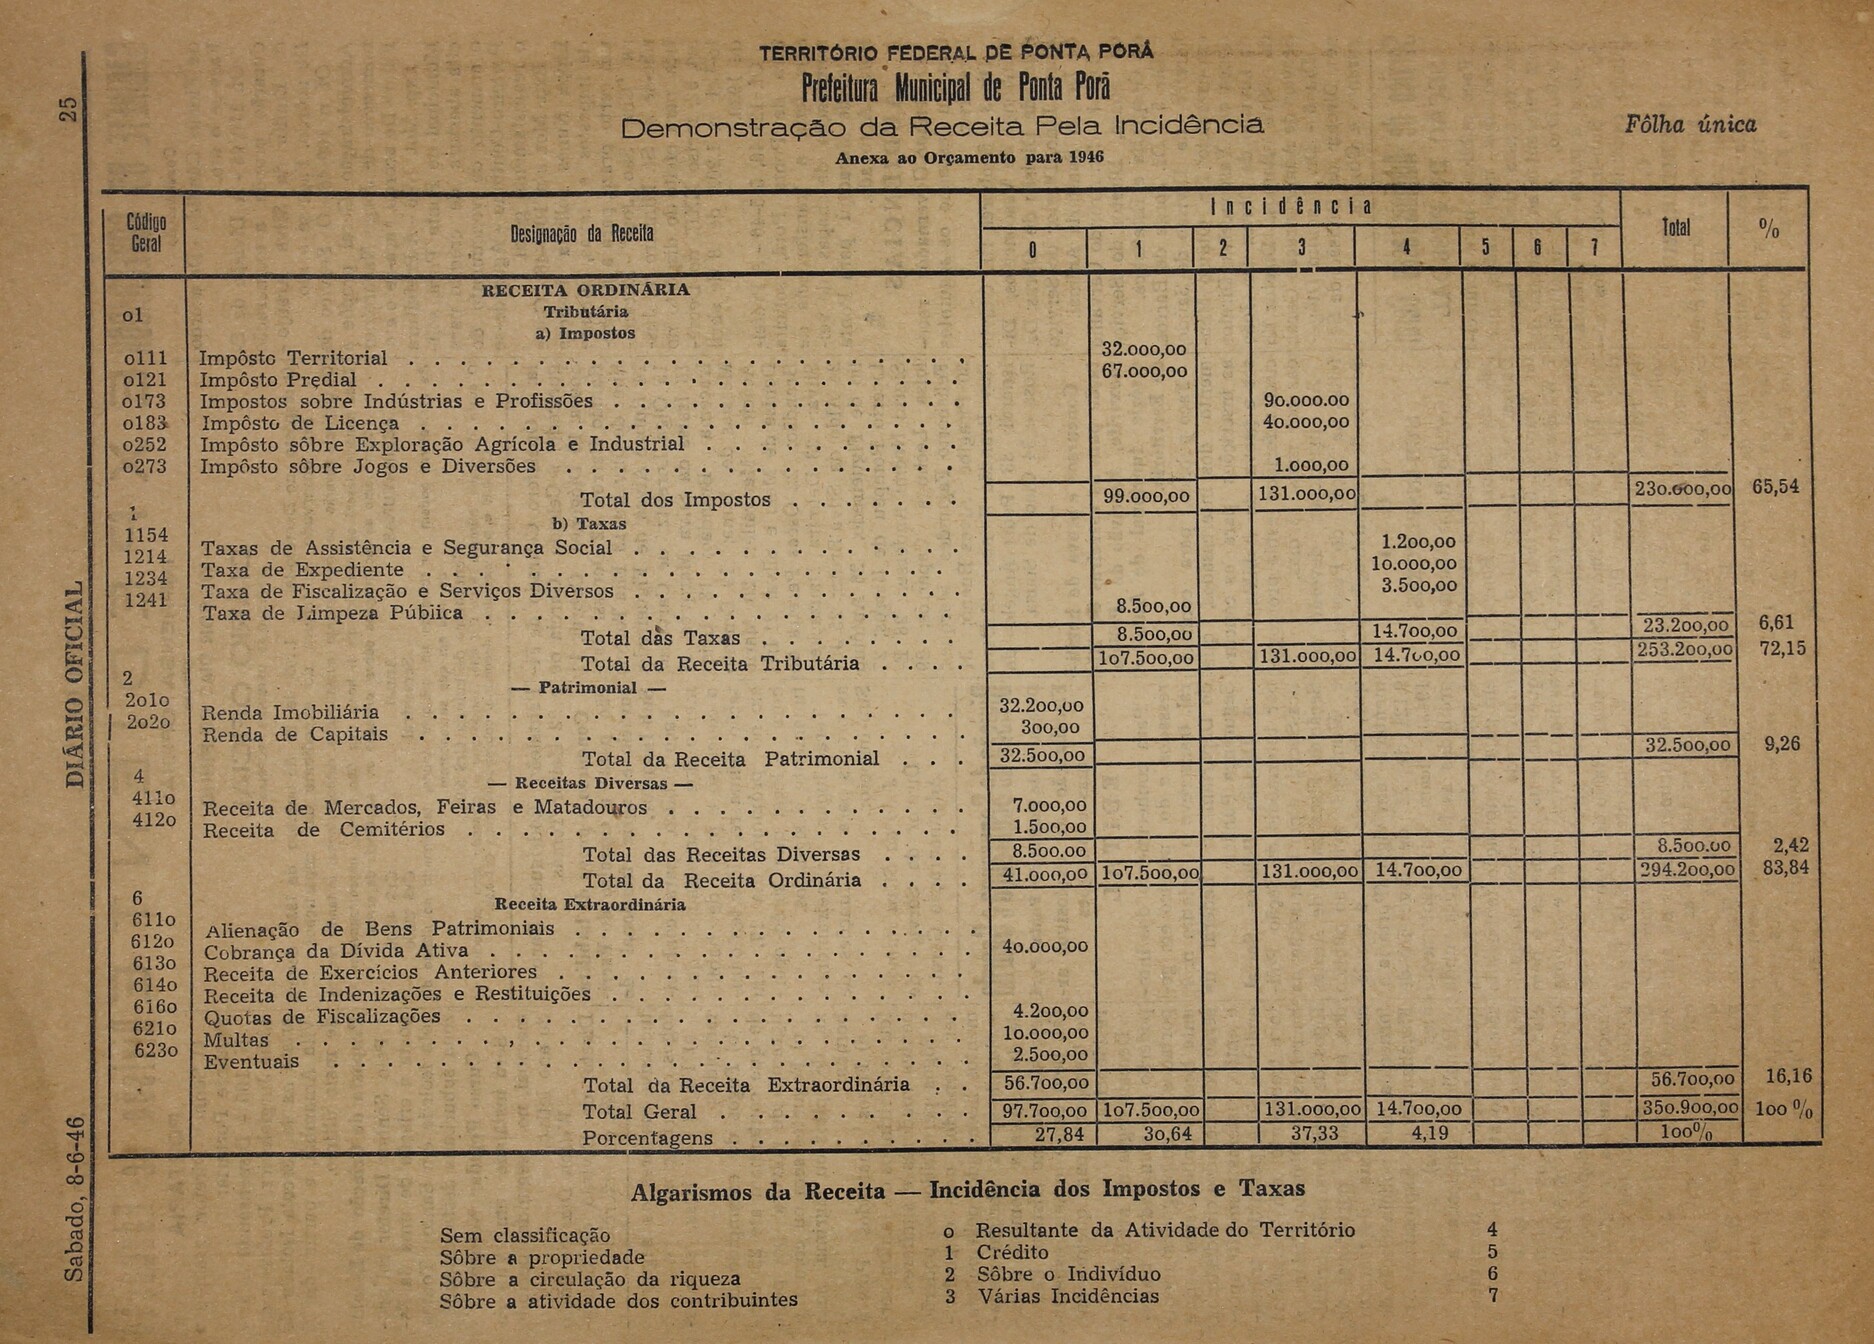 TERRITÓRIO FEDERAL DE PONTA PORÃ
Prefeitura Municipal de Ponta Porã
Demonstração da Receita Pela Incidência
Fôlha única
Anexa ao Orçamento para 1946
25
DIÁRIO OFICIAL
Sabado, 8-6-46
Código Geral Designação da Receita Incidência Total %
0 1 2 3 4 5 6 7
RECEITA ORDINÁRIA
o1 Tributária
a) Impostos
o111 Impôsto Territorial . . . 32.000,00
o121 Impôsto Predial . . . 67.000,00
o173 Impostos sobre Indústrias e Profissões . . . 90.000.00
o183 Impôsto de Licença . . . 40.000,00
o252 Impôsto sôbre Exploração Agrícola e Industrial . . .
o273 Impôsto sôbre Jogos e Diversões . . . 1.000,00
Total dos Impostos . . . 99.000,00 131.000,00 230.000,00 65,54
1
b) Taxas
1154 Taxas de Assistência e Segurança Social . . . 1.200,00
1214 Taxa de Expediente . . . 10.000,00
1234 Taxa de Fiscalização e Serviços Diversos . . . 3.500,00
1241 Taxa de Limpeza Pública . . . 8.500,00
Total das Taxas . . . 8.500,00 14.700,00 23.200,00 6,61
Total da Receita Tributária . . . 107.500,00 131.000,00 14.700,00 253.200,00 72,15
2 — Patrimonial —
2010 Renda Imobiliária . . . 32.200,00
2020 Renda de Capitais . . . 300,00
Total da Receita Patrimonial . . . 32.500,00 32.500,00 9,26
4 — Receitas Diversas —
4110 Receita de Mercados, Feiras e Matadouros . . . 7.000,00
4120 Receita de Cemitérios . . . 1.500,00
Total das Receitas Diversas . . . 8.500.00 8.500.00 2,42
Total da Receita Ordinária . . . 41.000,00 107.500,00 131.000,00 14.700,00 294.200,00 83,84
6 Receita Extraordinária
6110 Alienação de Bens Patrimoniais . . .
6120 Cobrança da Dívida Ativa . . . 40.000,00
6130 Receita de Exercícios Anteriores . . .
6140 Receita de Indenizações e Restituições . . .
6160 Quotas de Fiscalizações . . . 4.200,00
6210 Multas . . . 10.000,00
6230 Eventuais . . . 2.500,00
Total da Receita Extraordinária . . 56.700,00 56.700,00 16,16
Total Geral . . . 97.700,00 107.500,00 131.000,00 14.700,00 350.900,00 100 %
Porcentagens . . . 27,84 30,64 37,33 4,19 100%
Algarismos da Receita — Incidência dos Impostos e Taxas
Sem classificação 0 Resultante da Atividade do Território 4
Sôbre a propriedade 1 Crédito 5
Sôbre a circulação da riqueza 2 Sôbre o Indivíduo 6
Sôbre a atividade dos contribuintes 3 Várias Incidências 7